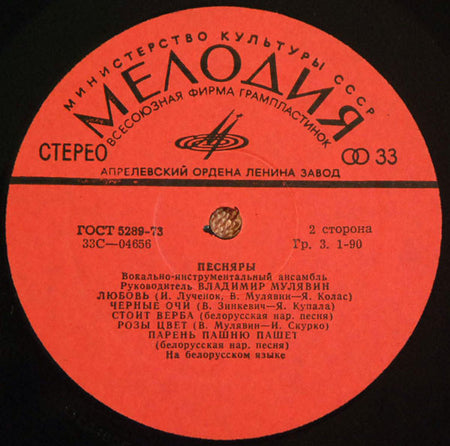 МИНИСТЕРСТВО КУЛЬТУРЫ СССР
МЕЛОДИЯ
ВСЕСОЮЗНАЯ ФИРМА ГРАМПЛАСТИНОК
СТЕРЕО
33
АПРЕЛЕВСКИЙ ОРДЕНА ЛЕНИНА ЗАВОД
ГОСТ 5289-73
2 сторона
33С—04656
Гр. 3. 1-90
ПЕСНЯРЫ
Вокально-инструментальный ансамбль
Руководитель ВЛАДИМИР МУЛЯВИН
ЛЮБОВЬ (И. Лученок, В. Мулявин—Я. Колас)
ЧЕРНЫЕ ОЧИ (В. Зинкевич—Я. Купала)
СТОИТ ВЕРБА (белорусская нар. песня)
РОЗЫ ЦВЕТ (В. Мулявин—И. Скурко)
ПАРЕНЬ ПАШНЮ ПАШЕТ
(белорусская нар. песня)
На белорусском языке